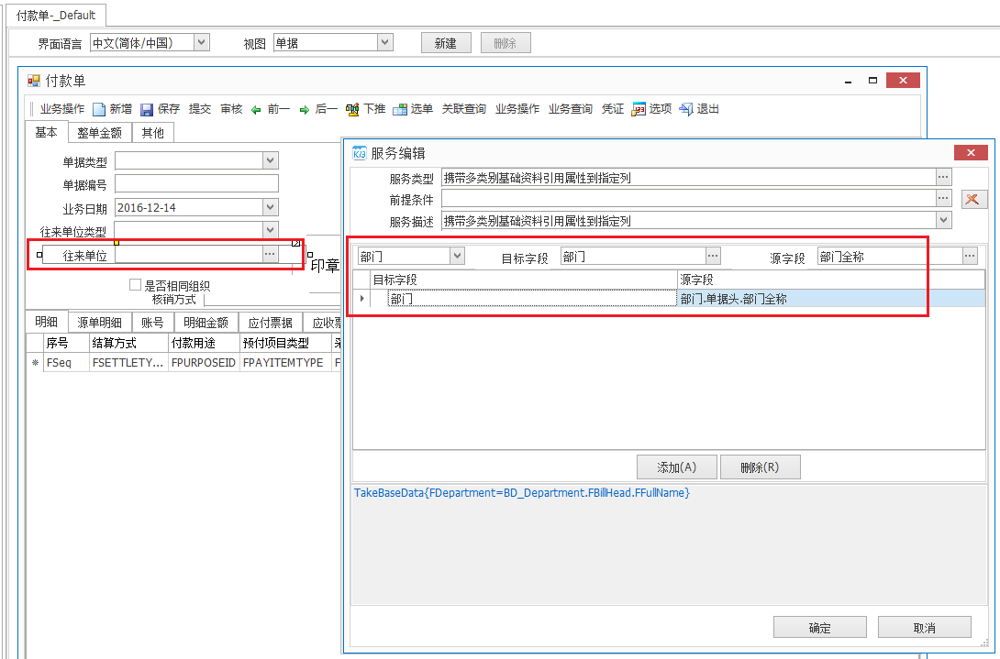 付款单-_Default
界面语言 中文(简体/中国) 视图 单据 新建 删除
付款单
业务操作 新增 保存 提交 审核 前一 后一 下推 选单 关联查询 业务操作 业务查询 凭证 选项 退出
基本 整单金额 其他
单据类型
单据编号
业务日期 2016-12-14
往来单位类型
往来单位
印章
是否相同组织
核销方式
明细 源单明细 账号 明细金额 应付票据 应收
序号 结算方式 付款用途 预付项目类型
FSeq FSETTLETY... FPURPOSEID FPAYITEMTYPE F
K/3 服务编辑
服务类型 携带多类别基础资料引用属性到指定列
前提条件
服务描述 携带多类别基础资料引用属性到指定列
部门 目标字段 部门 源字段 部门全称
目标字段 源字段
部门 部门.单据头.部门全称
添加(A) 删除(R)
TakeBaseData{FDepartment=BD_Department.FBillHead.FFullName}
确定 取消